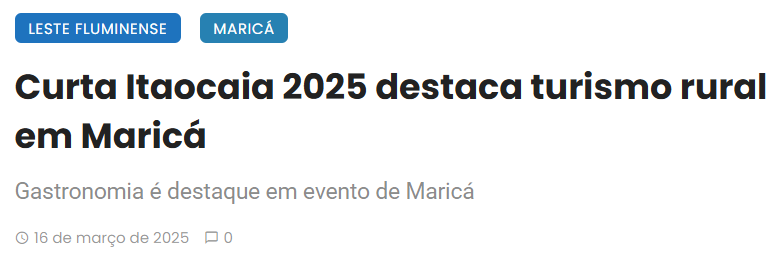 LESTE FLUMINENSE MARICÁ
Curta Itaocaia 2025 destaca turismo rural
em Maricá
Gastronomia é destaque em evento de Maricá
16 de março de 2025 0